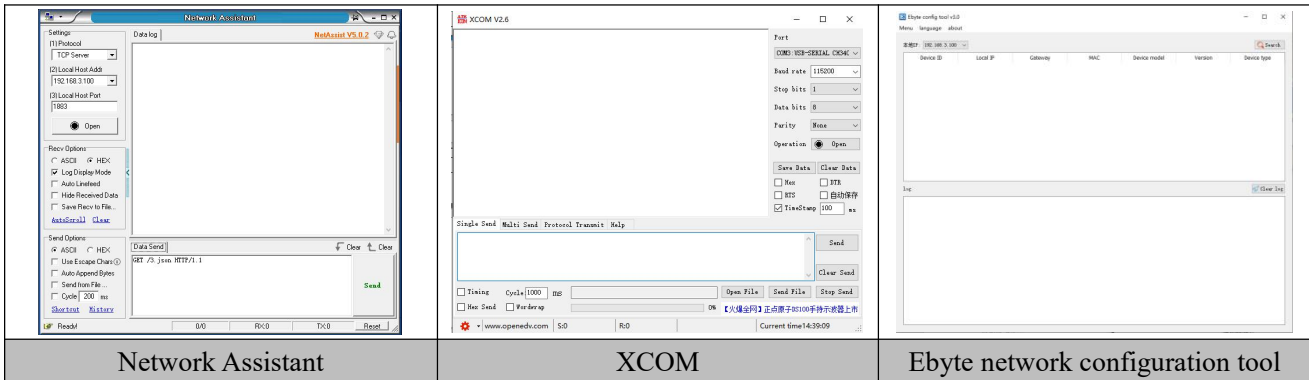 Network Assistant
Settings
(1) Protocol
TCP Server
(2) Local Host Addr
192.168.3.100
(3) Local Host Port
1883
Open
Recv Options
ASCII HEX
Log Display Mode
Auto Linefeed
Hide Received Data
Save Recv to File...
AutoScroll Clear
Send Options
ASCII HEX
Use Escape Chars
Auto Append Bytes
Send from File ...
Cycle 200 ms
Shortcut History
Data log NetAssist V5.0.2
Data Send Clear Clear
GET /3.json HTTP/1.1
Send
Ready! 0/0 RX:0 TX:0 Reset
XCOM V2.6
Port
COM3:USB-SERIAL CH34C
Baud rate 115200
Stop bits 1
Data bits 8
Parity None
Operation Open
Save Data Clear Data
Hex DTR
RTS 自动保存
TimeStamp 100 ms
Single Send Multi Send Protocol Transmit Help
Send
Clear Send
Timing Cycle 1000 ms Open File Send File Stop Send
Hex Send Wordwrap 0% 【火爆全网】正点原子DS100手持示波器上市
www.openedv.com S:0 R:0 Current time14:39:09
Ebyte config tool v3.0
Menu language about
本地IP: 192.168.3.100 Search
Device ID Local IP Gateway MAC Device model Version Device type
log Clear log
Network Assistant
XCOM
Ebyte network configuration tool